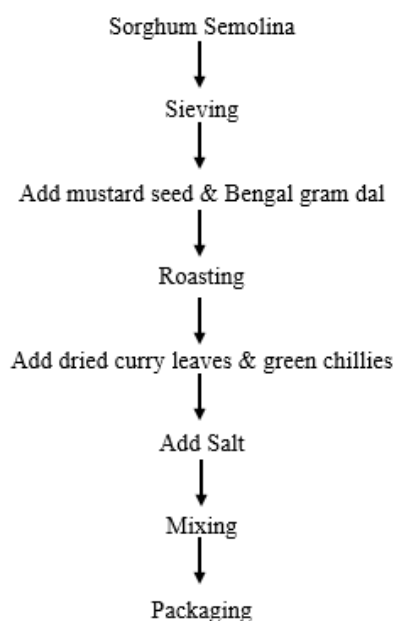 Sorghum Semolina
Sieving
Add mustard seed & Bengal gram dal
Roasting
Add dried curry leaves & green chillies
Add Salt
Mixing
Packaging